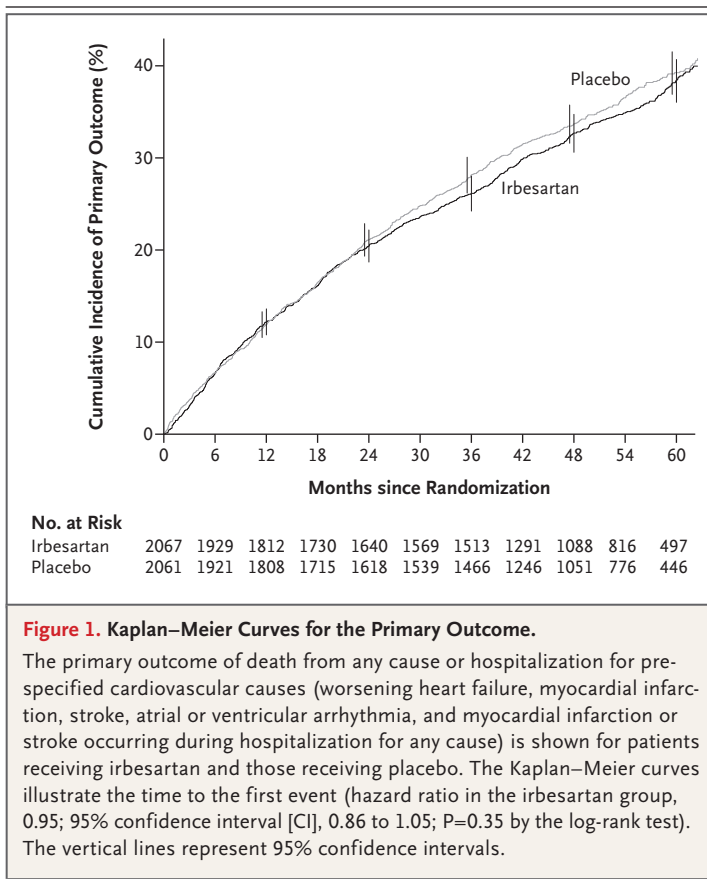 Cumulative Incidence of Primary Outcome (%)
40
30
20
10
0
Placebo
Irbesartan
0 6 12 18 24 30 36 42 48 54 60
Months since Randomization
No. at Risk
Irbesartan 2067 1929 1812 1730 1640 1569 1513 1291 1088 816 497
Placebo 2061 1921 1808 1715 1618 1539 1466 1246 1051 776 446
Figure 1. Kaplan–Meier Curves for the Primary Outcome.
The primary outcome of death from any cause or hospitalization for pre-
specified cardiovascular causes (worsening heart failure, myocardial infarc-
tion, stroke, atrial or ventricular arrhythmia, and myocardial infarction or
stroke occurring during hospitalization for any cause) is shown for patients
receiving irbesartan and those receiving placebo. The Kaplan–Meier curves
illustrate the time to the first event (hazard ratio in the irbesartan group,
0.95; 95% confidence interval [CI], 0.86 to 1.05; P=0.35 by the log-rank test).
The vertical lines represent 95% confidence intervals.